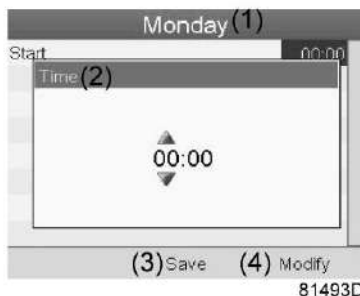 Monday (1)
Start 00:00
Time (2)
00:00
(3) Save (4) Modify
81493D